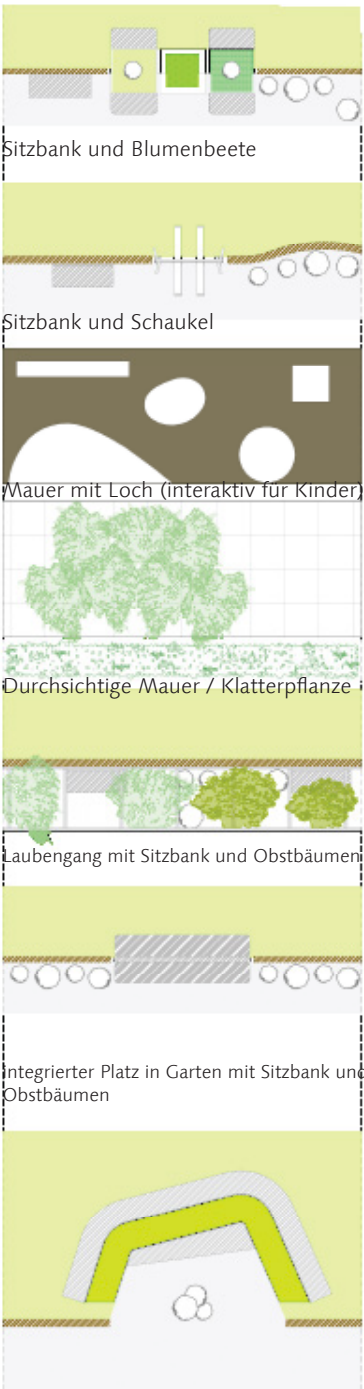 Sitzbank und Blumenbeete
Sitzbank und Schaukel
Mauer mit Loch (interaktiv für Kinder)
Durchsichtige Mauer / Klatterpflanze
Laubengang mit Sitzbank und Obstbäumen
integrierter Platz in Garten mit Sitzbank und
Obstbäumen